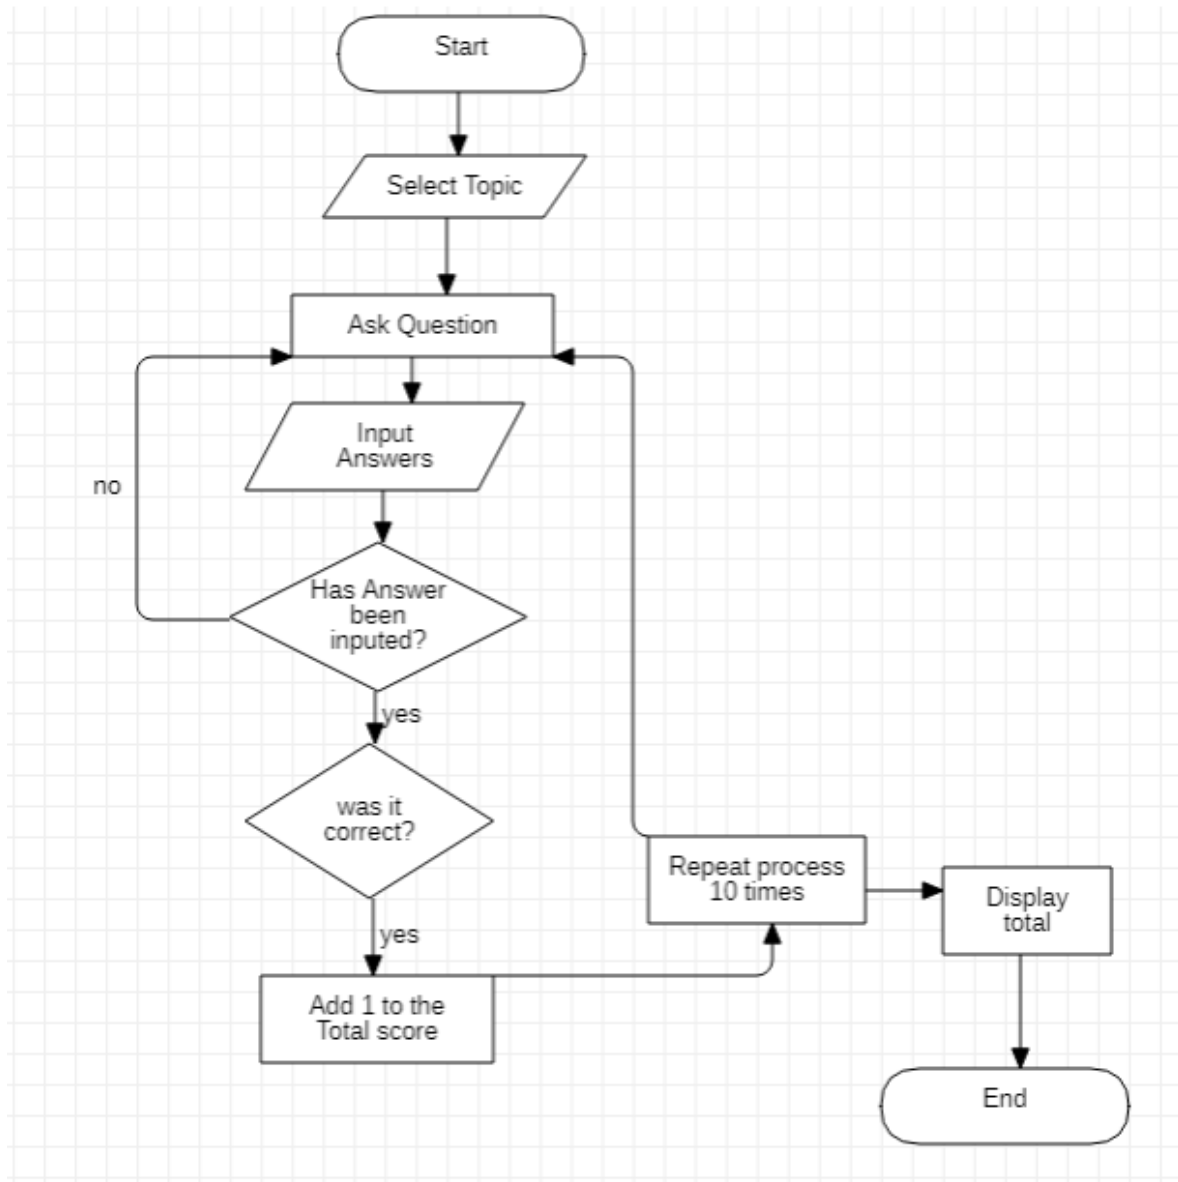 Start
Select Topic
Ask Question
Input
Answers
no
Has Answer
been
inputed?
yes
was it
correct?
yes
Add 1 to the
Total score
Repeat process
10 times
Display
total
End